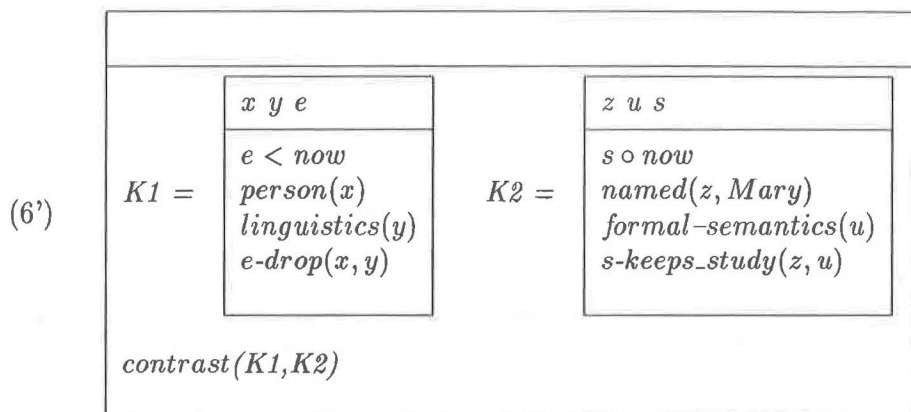 (6’)
K1 =
x y e
e < now
person(x)
linguistics(y)
e-drop(x, y)
K2 =
z u s
s ∘ now
named(z, Mary)
formal-semantics(u)
s-keeps_study(z, u)
contrast(K1,K2)